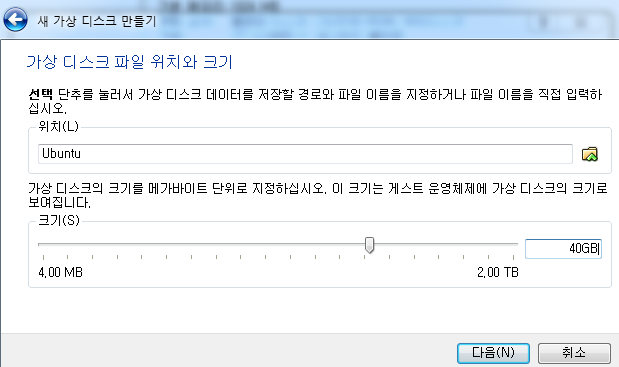 새 가상 디스크 만들기
가상 디스크 파일 위치와 크기
선택 단추를 눌러서 가상 디스크 데이터를 저장할 경로와 파일 이름을 지정하거나 파일 이름을 직접 입력하
십시오.
위치(L)
Ubuntu
가상 디스크의 크기를 메가바이트 단위로 지정하십시오. 이 크기는 게스트 운영체제에 가상 디스크의 크기로
보여집니다.
크기(S)
40GB
4,00 MB 2,00 TB
다음(N) 취소